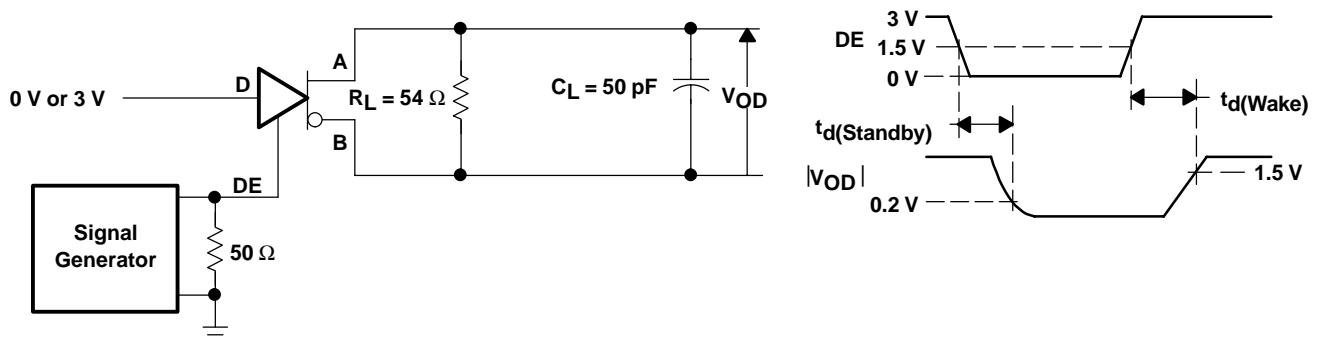 0 V or 3 V
D
A
B
DE
R_L = 54 Ω
C_L = 50 pF
V_OD
Signal
Generator
50 Ω
3 V
DE
1.5 V
0 V
t_d(Standby)
t_d(Wake)
|V_OD|
0.2 V
1.5 V